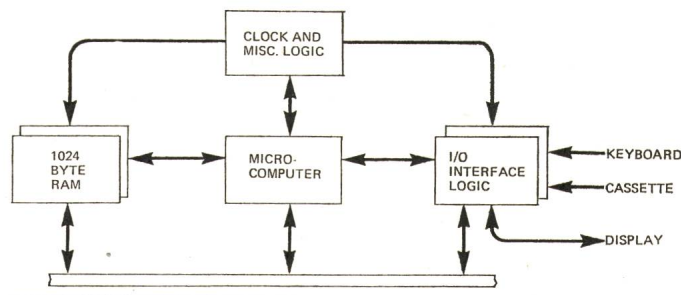 CLOCK AND
MISC. LOGIC
1024
BYTE
RAM
MICRO-
COMPUTER
I/O
INTERFACE
LOGIC
KEYBOARD
CASSETTE
DISPLAY